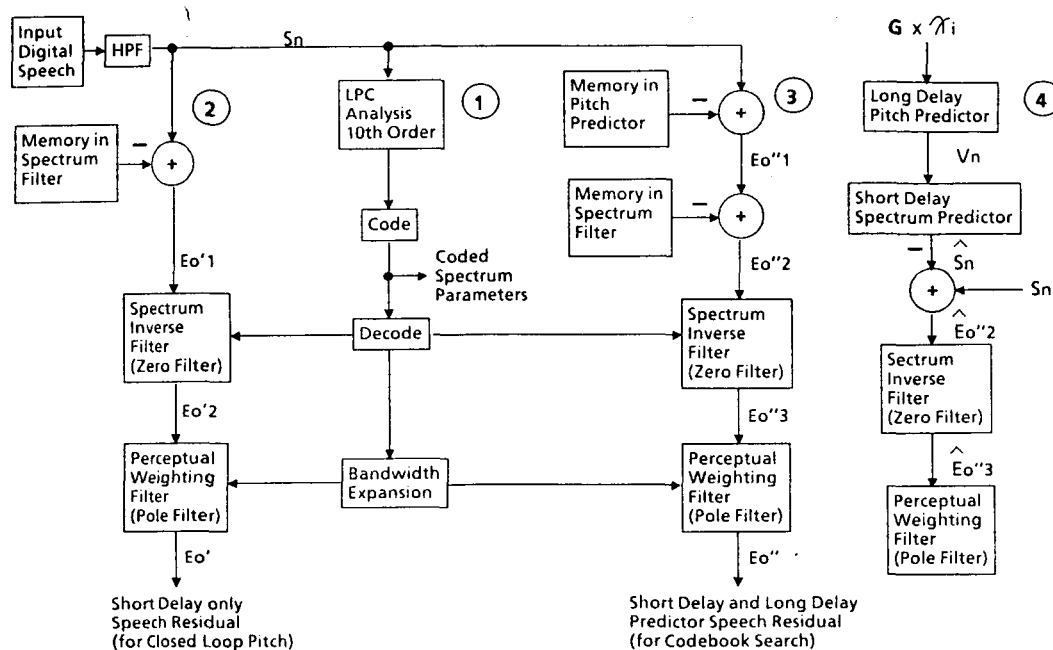 Input
Digital
Speech
HPF
Sn
2
Memory in
Spectrum
Filter
−
+
Eo'1
Spectrum
Inverse
Filter
(Zero Filter)
Eo'2
Perceptual
Weighting
Filter
(Pole Filter)
Eo'
Short Delay only
Speech Residual
(for Closed Loop Pitch)
LPC
Analysis
10th Order
1
Code
Coded
Spectrum
Parameters
Decode
Bandwidth
Expansion
Memory in
Pitch
Predictor
−
+
3
Eo''1
Memory in
Spectrum
Filter
−
+
Eo''2
Spectrum
Inverse
Filter
(Zero Filter)
Eo''3
Perceptual
Weighting
Filter
(Pole Filter)
Eo''
Short Delay and Long Delay
Predictor Speech Residual
(for Codebook Search)
G x χi
Long Delay
Pitch Predictor
4
Vn
Short Delay
Spectrum Predictor
−
Ŝn
+
Sn
Êo''2
Sectrum
Inverse
Filter
(Zero Filter)
Êo''3
Perceptual
Weighting
Filter
(Pole Filter)